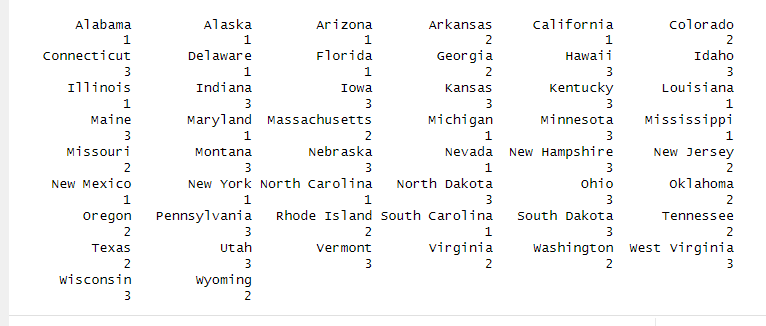 Alabama Alaska Arizona Arkansas California Colorado
1 1 1 2 1 2
Connecticut Delaware Florida Georgia Hawaii Idaho
3 1 1 2 3 3
Illinois Indiana Iowa Kansas Kentucky Louisiana
1 3 3 3 3 1
Maine Maryland Massachusetts Michigan Minnesota Mississippi
3 1 2 1 3 1
Missouri Montana Nebraska Nevada New Hampshire New Jersey
2 3 3 1 3 2
New Mexico New York North Carolina North Dakota Ohio Oklahoma
1 1 1 3 3 2
Oregon Pennsylvania Rhode Island South Carolina South Dakota Tennessee
2 3 2 1 3 2
Texas Utah Vermont Virginia Washington West Virginia
2 3 3 2 2 3
Wisconsin Wyoming
3 2